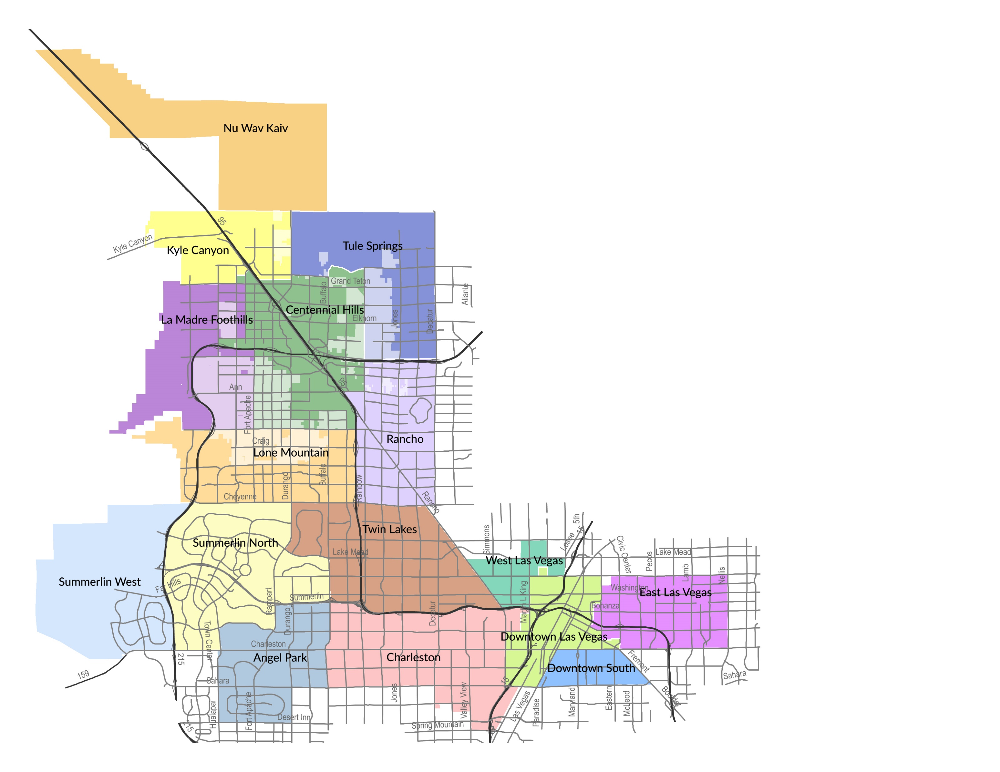 Nu Wav Kaiv
95
Kyle Canyon
Kyle Canyon
Tule Springs
Grand Teton
Buffalo
Aliante
Centennial Hills
La Madre Foothills
Elkhorn
Jones
Decatur
95
Ann
Fort Apache
Rancho
Craig
Lone Mountain
Buffalo
Durango
Rainbow
Cheyenne
Rancho
Twin Lakes
Summerlin North
Lake Mead
Simmons
5th
15
Losee
Civic Center
Pecos
Lake Mead
West Las Vegas
Lamb
Nellis
Summerlin West
Far Hills
Washington
East Las Vegas
Rampart
Summerlin
Martin L King
Bonanza
Decatur
Durango
Town Center
Downtown Las Vegas
Charleston
Angel Park
Charleston
215
Fremont
Downtown South
159
Sahara
Sahara
15
Jones
Valley View
Las Vegas
Paradise
Maryland
Eastern
McLeod
Boulder
Hualapai
Fort Apache
Desert Inn
Spring Mountain
215